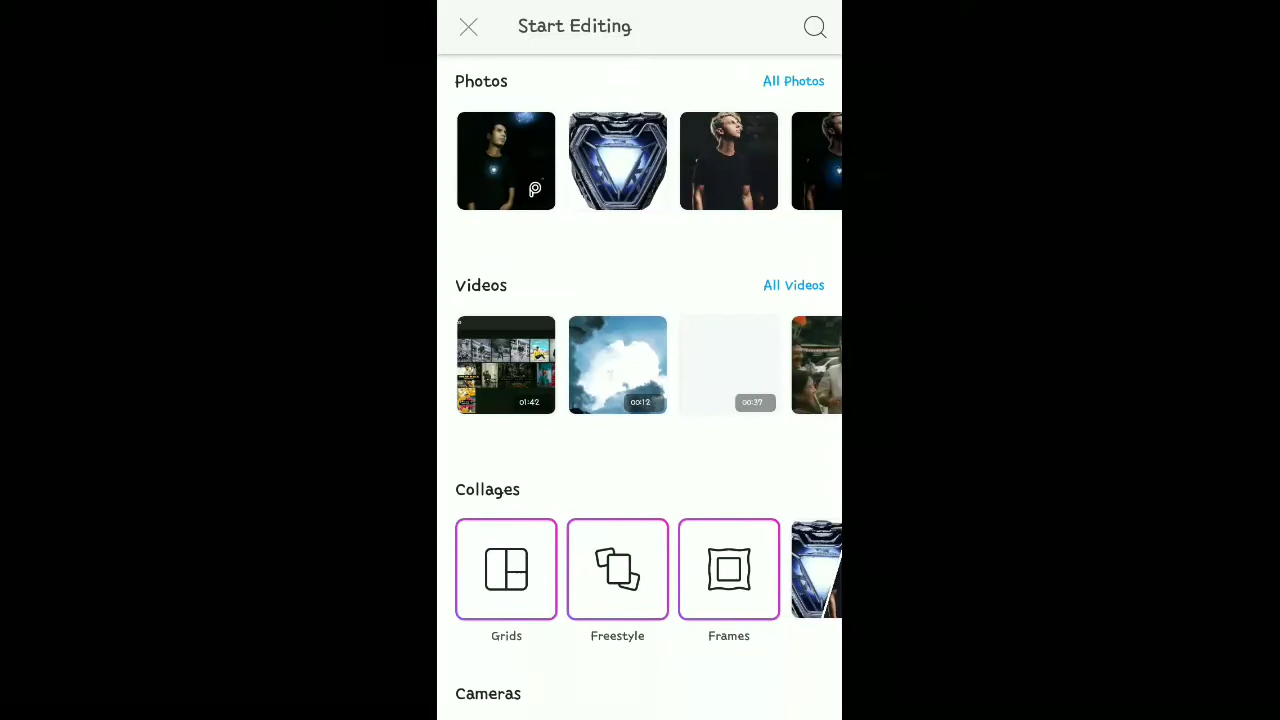 Start Editing
Photos
All Photos
Videos
All Videos
01:42
00:12
00:37
Collages
Grids
Freestyle
Frames
Cameras